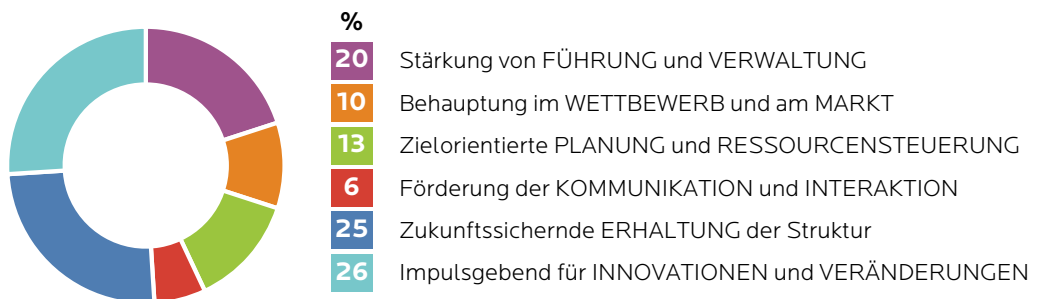 %
20 Stärkung von FÜHRUNG und VERWALTUNG
10 Behauptung im WETTBEWERB und am MARKT
13 Zielorientierte PLANUNG und RESSOURCENSTEUERUNG
6 Förderung der KOMMUNIKATION und INTERAKTION
25 Zukunftssichernde ERHALTUNG der Struktur
26 Impulsgebend für INNOVATIONEN und VERÄNDERUNGEN